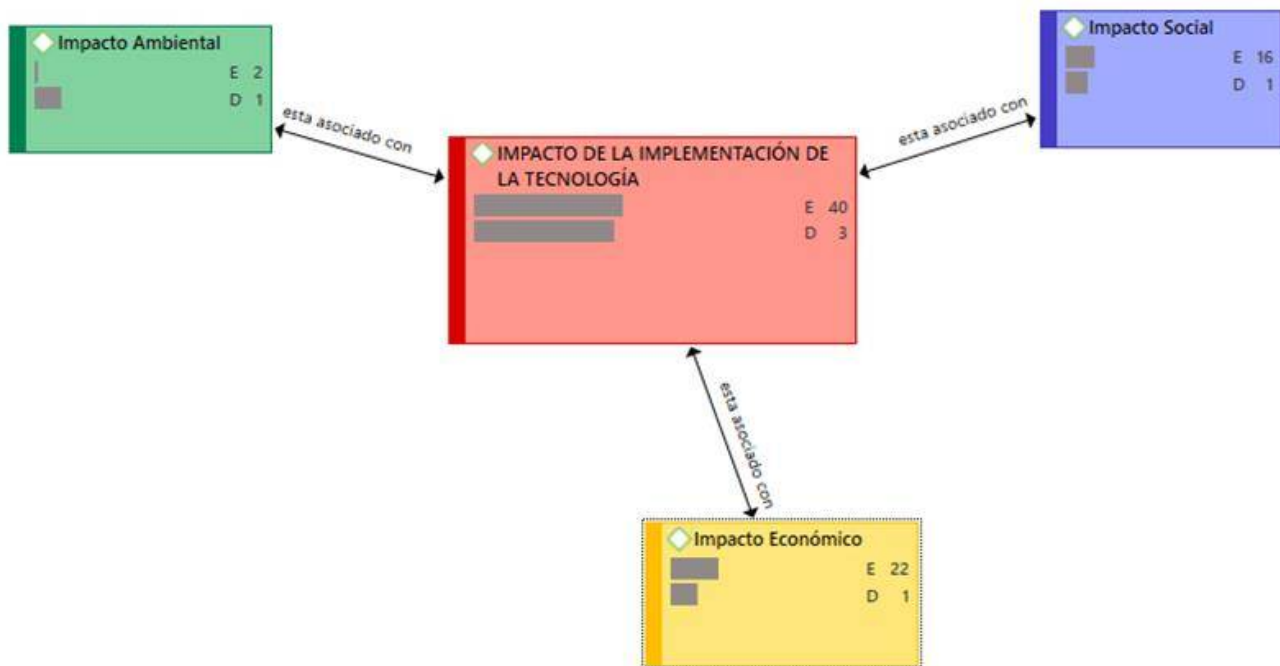 Impacto Ambiental
E 2
D 1
esta asociado con
Impacto Social
E 16
D 1
esta asociado con
IMPACTO DE LA IMPLEMENTACIÓN DE
LA TECNOLOGÍA
E 40
D 3
esta asociado con
Impacto Económico
E 22
D 1